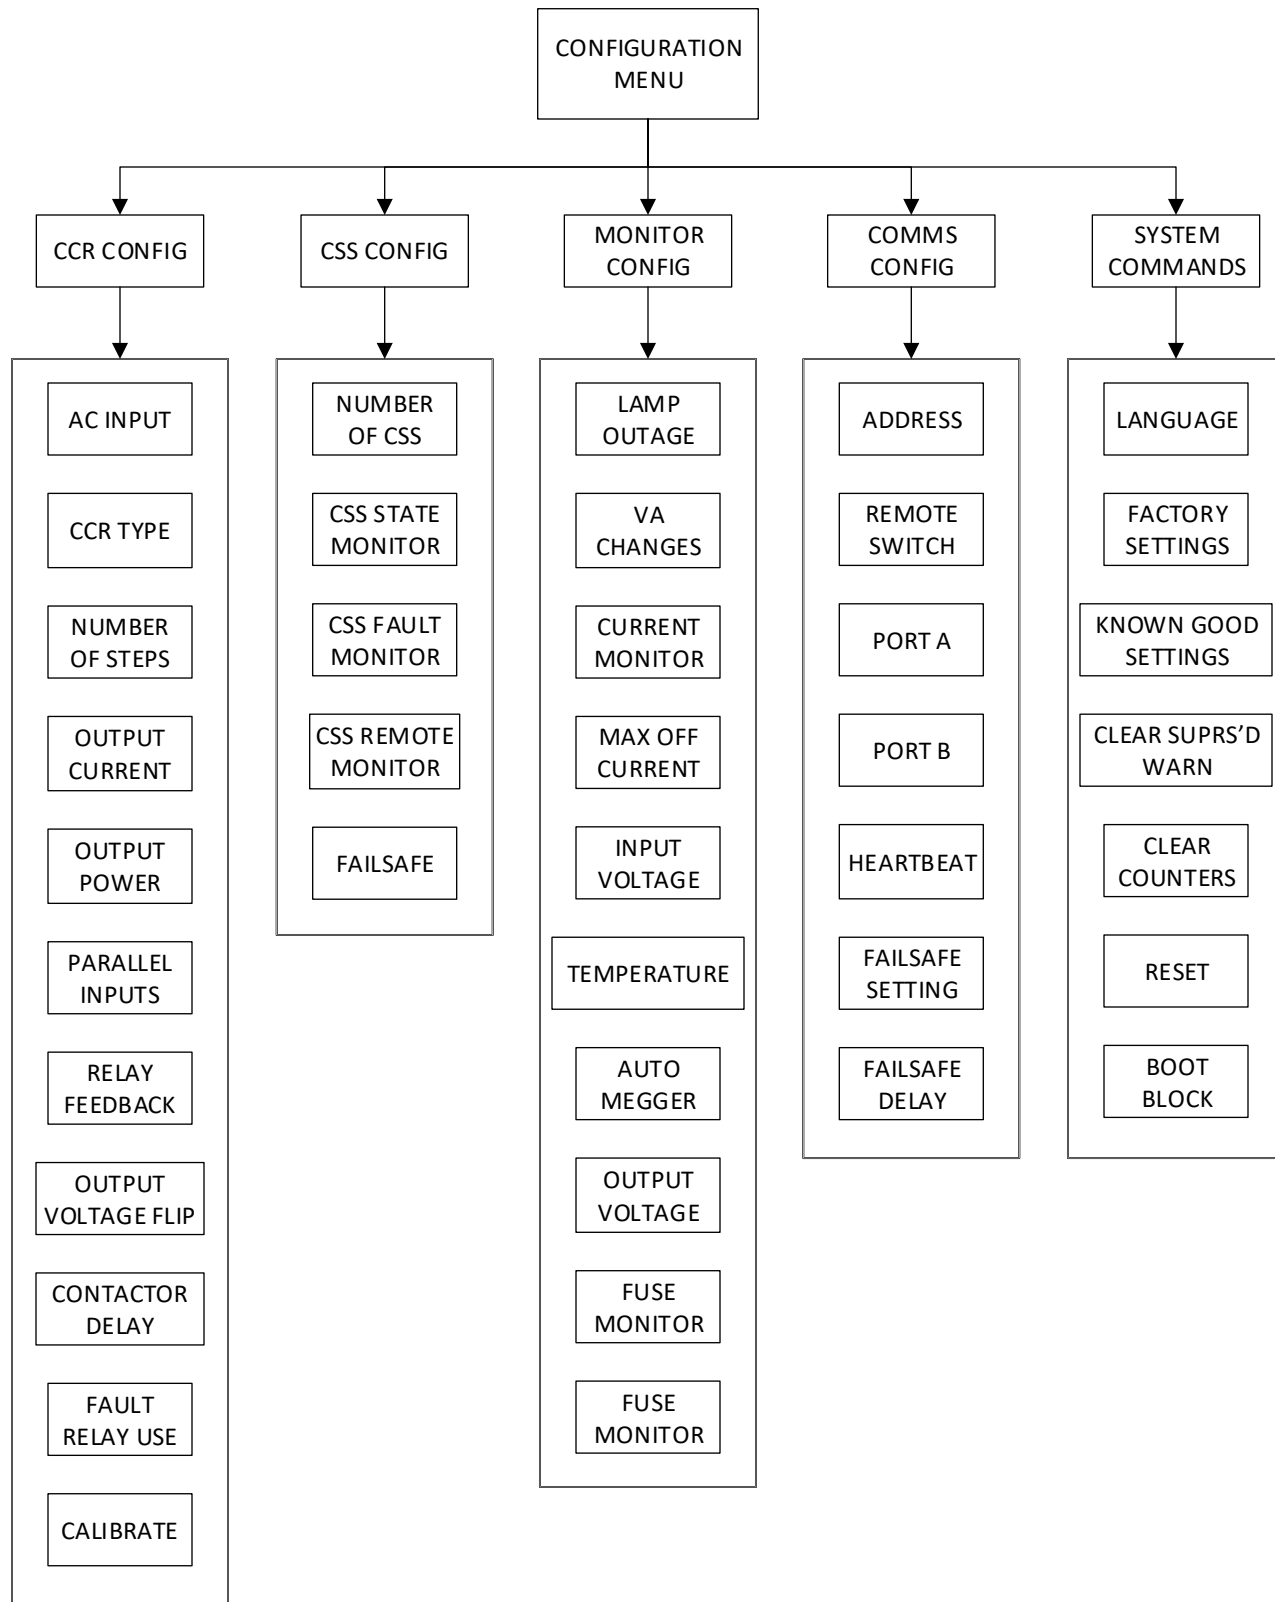 CONFIGURATION
MENU
CCR CONFIG
CSS CONFIG
MONITOR
CONFIG
COMMS
CONFIG
SYSTEM
COMMANDS
AC INPUT
CCR TYPE
NUMBER
OF STEPS
OUTPUT
CURRENT
OUTPUT
POWER
PARALLEL
INPUTS
RELAY
FEEDBACK
OUTPUT
VOLTAGE FLIP
CONTACTOR
DELAY
FAULT
RELAY USE
CALIBRATE
NUMBER
OF CSS
CSS STATE
MONITOR
CSS FAULT
MONITOR
CSS REMOTE
MONITOR
FAILSAFE
LAMP
OUTAGE
VA
CHANGES
CURRENT
MONITOR
MAX OFF
CURRENT
INPUT
VOLTAGE
TEMPERATURE
AUTO
MEGGER
OUTPUT
VOLTAGE
FUSE
MONITOR
FUSE
MONITOR
ADDRESS
REMOTE
SWITCH
PORT A
PORT B
HEARTBEAT
FAILSAFE
SETTING
FAILSAFE
DELAY
LANGUAGE
FACTORY
SETTINGS
KNOWN GOOD
SETTINGS
CLEAR SUPRS’D
WARN
CLEAR
COUNTERS
RESET
BOOT
BLOCK